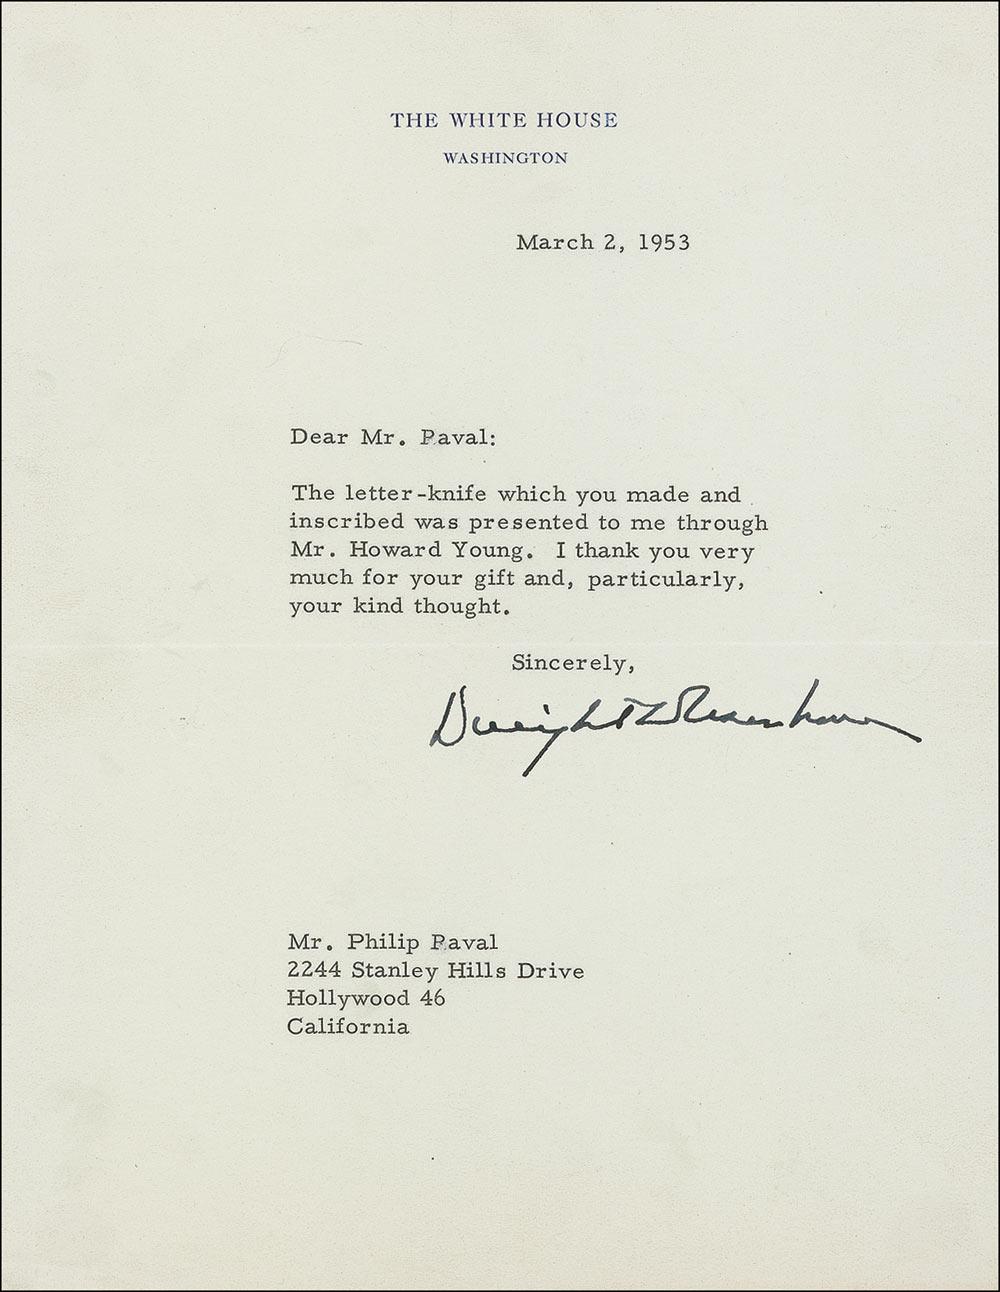 THE WHITE HOUSE
WASHINGTON
March 2, 1953
Dear Mr. Paval:
The letter-knife which you made and
inscribed was presented to me through
Mr. Howard Young. I thank you very
much for your gift and, particularly,
your kind thought.
Sincerely,
Dwight D Eisenhower
Mr. Philip Paval
2244 Stanley Hills Drive
Hollywood 46
California